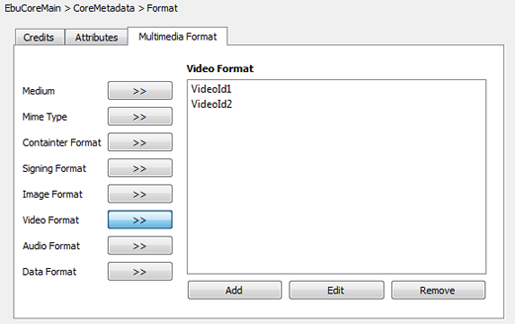 EbuCoreMain > CoreMetadata > Format
Credits Attributes Multimedia Format
Video Format
VideoId1
VideoId2
Medium >>
Mime Type >>
Containter Format >>
Signing Format >>
Image Format >>
Video Format >>
Audio Format >>
Data Format >>
Add Edit Remove